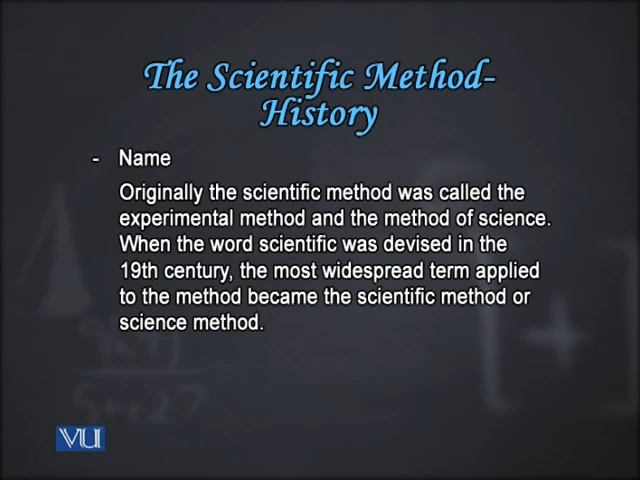 The Scientific Method-
History
- Name
Originally the scientific method was called the
experimental method and the method of science.
When the word scientific was devised in the
19th century, the most widespread term applied
to the method became the scientific method or
science method.
VU